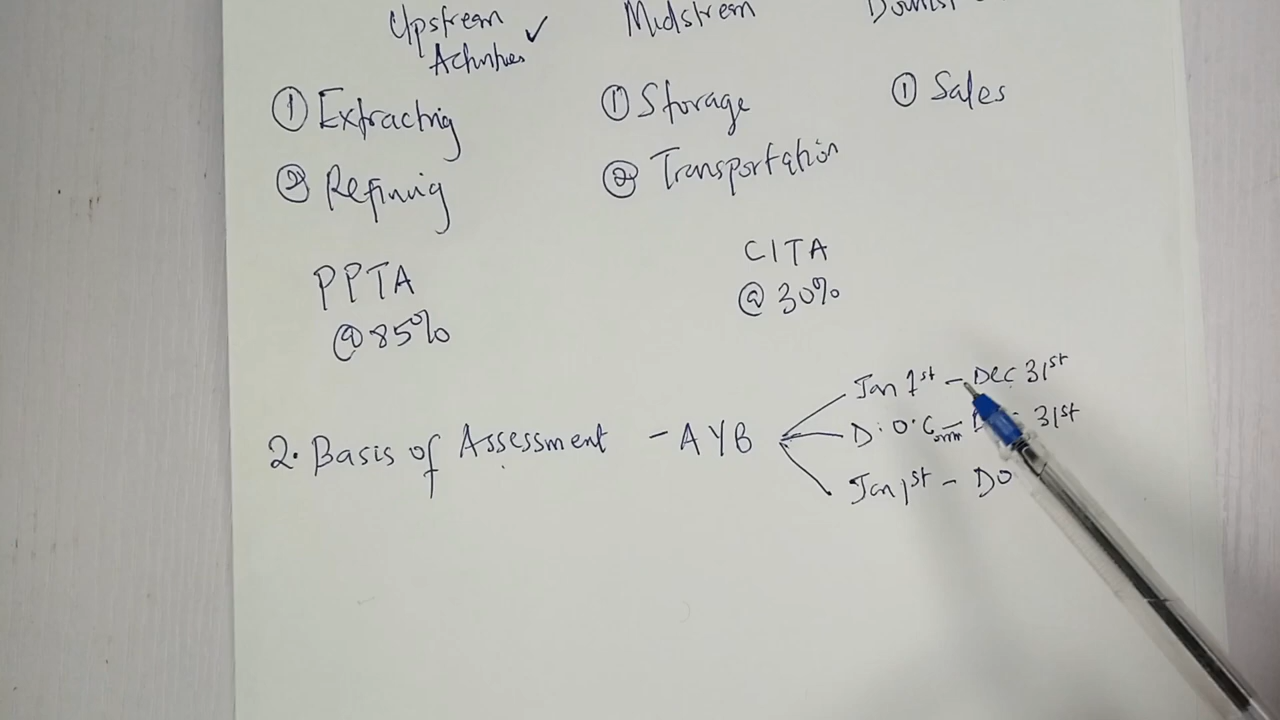 Upstream Midstream
Activities
① Extracting ① Storage ① Sales
② Refining ② Transportation
PPTA CITA
@ 85% @ 30%
Jan 1st - Dec 31st
2. Basis of Assessment - AYB D.O.Comm - 31st
Jan 1st - DO